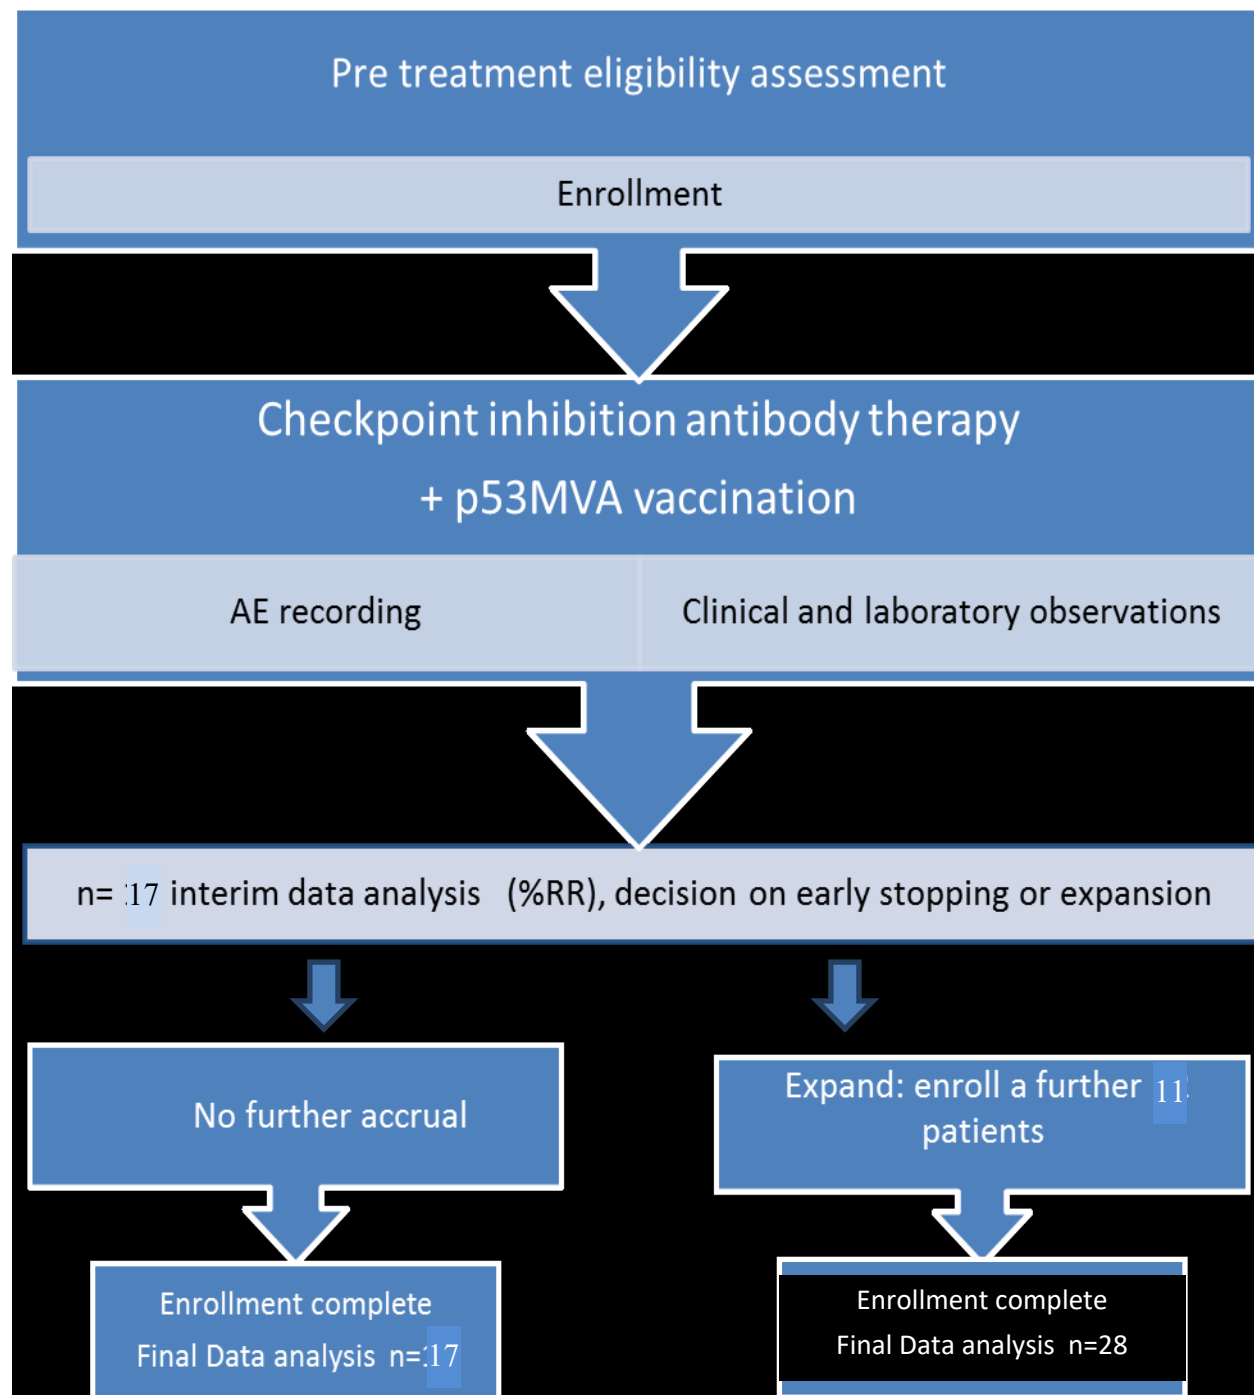 Pre treatment eligibility assessment
Enrollment
Checkpoint inhibition antibody therapy
+ p53MVA vaccination
AE recording
Clinical and laboratory observations
n= 17 interim data analysis (%RR), decision on early stopping or expansion
No further accrual
Expand: enroll a further 11
patients
Enrollment complete
Final Data analysis n=17
Enrollment complete
Final Data analysis n=28